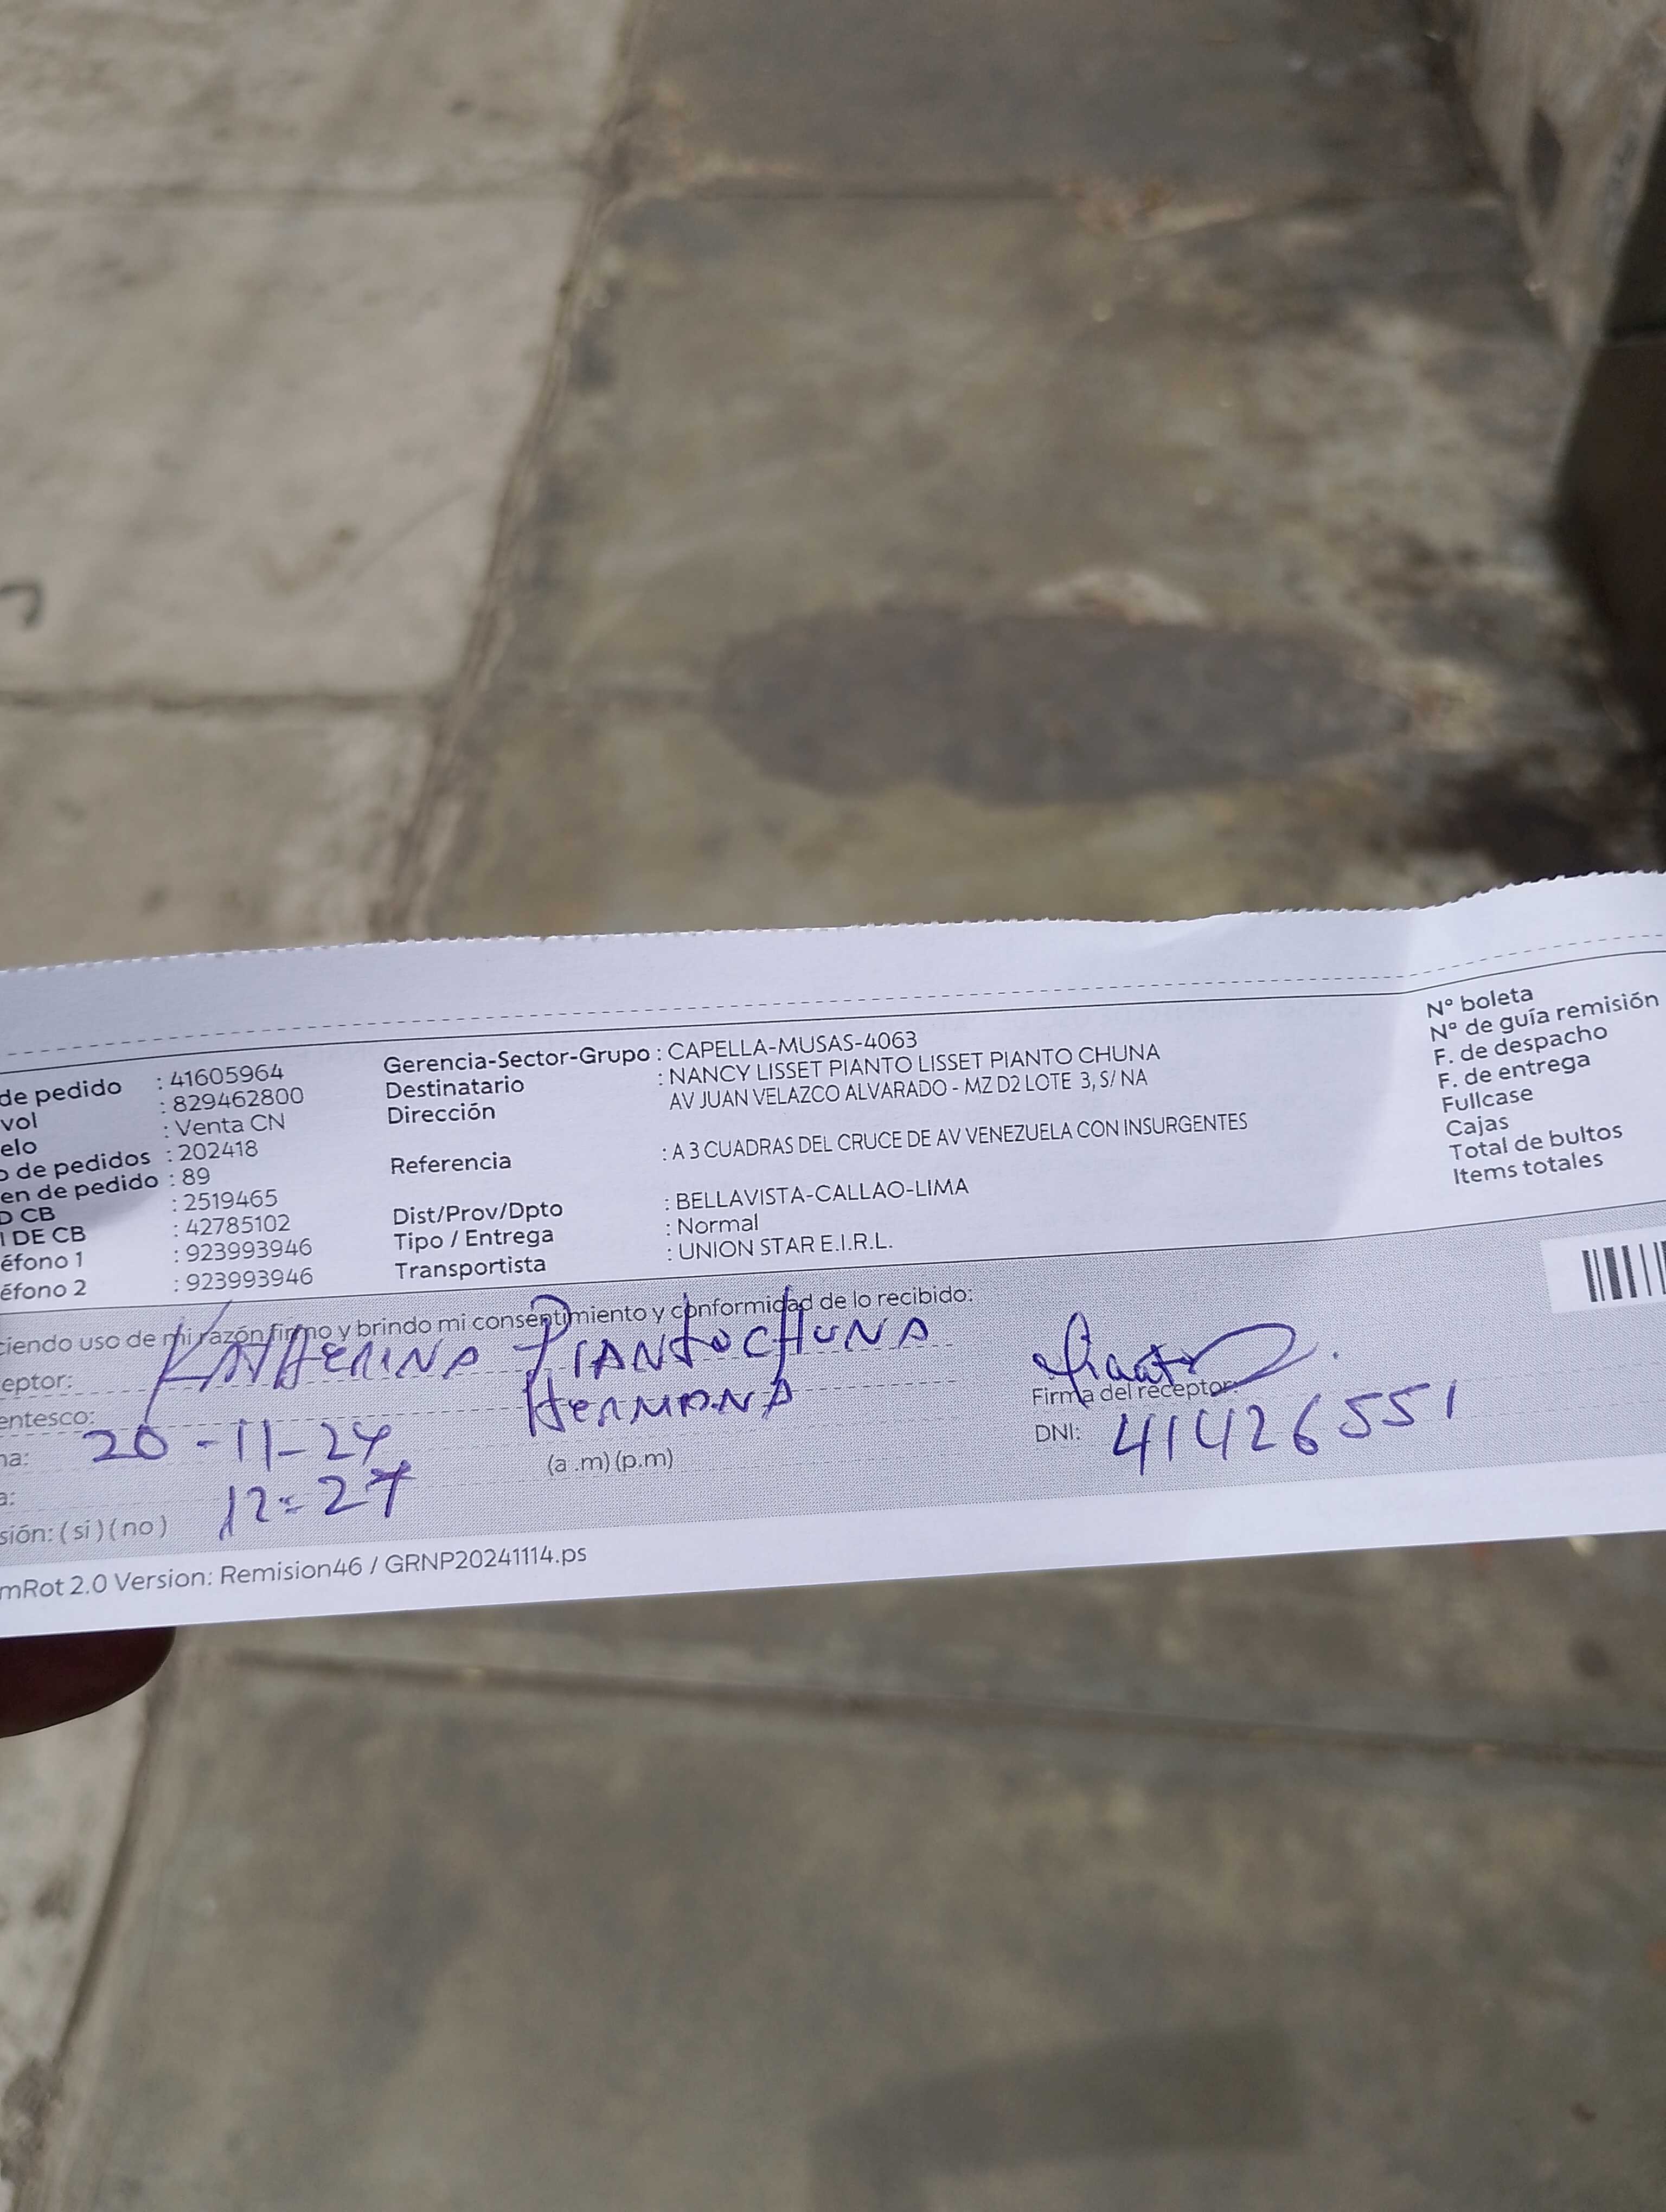 de pedido : 41605964
vol : 829462800
elo : Venta CN
o de pedidos : 202418
en de pedido : 89
D CB : 2519465
I DE CB : 42785102
éfono 1 : 923993946
éfono 2 : 923993946
Gerencia-Sector-Grupo : CAPELLA-MUSAS-4063
Destinatario : NANCY LISSET PIANTO LISSET PIANTO CHUNA
Dirección AV JUAN VELAZCO ALVARADO - MZ D2 LOTE 3, S/ NA
Referencia : A 3 CUADRAS DEL CRUCE DE AV VENEZUELA CON INSURGENTES
Dist/Prov/Dpto : BELLAVISTA-CALLAO-LIMA
Tipo / Entrega : Normal
Transportista : UNION STAR E.I.R.L.
N° boleta
N° de guía remisión
F. de despacho
F. de entrega
Fullcase
Cajas
Total de bultos
Items totales
ciendo uso de mi razón firmo y brindo mi consentimiento y conformidad de lo recibido:
eptor: KATHERINA PIANTO CHUNA
entesco: HERMANA
na: 20-11-24
a: 12:27 (a .m) (p.m)
sión: ( si ) ( no )
Firma del receptor:
DNI: 41426551
mRot 2.0 Version: Remision46 / GRNP20241114.ps